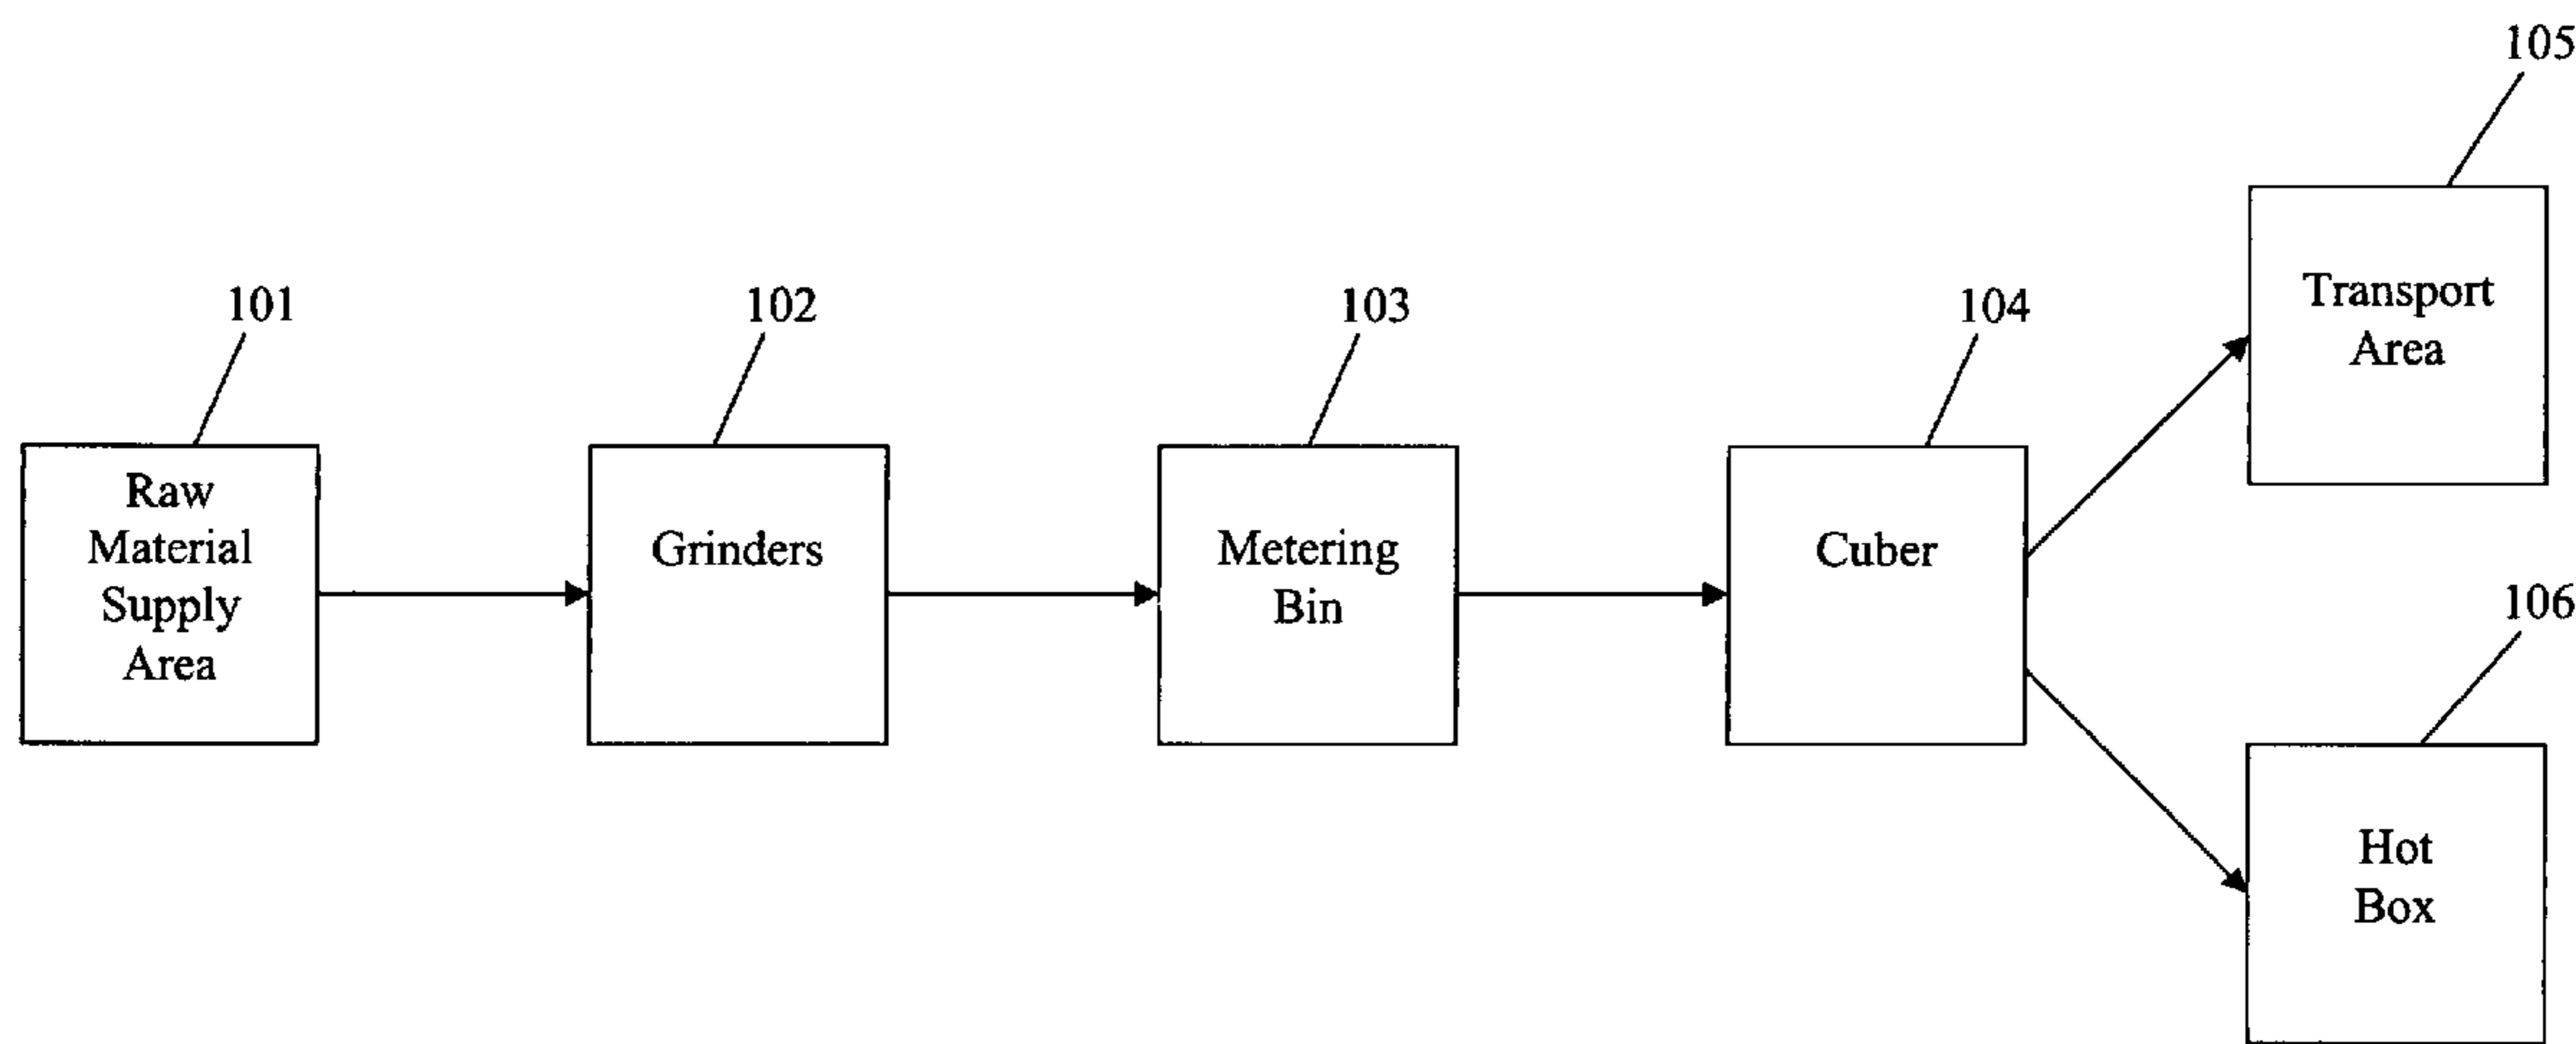 105
Transport
Area
101
102
103
104
Raw
Material
Supply
Area
Grinders
Metering
Bin
Cuber
106
Hot
Box